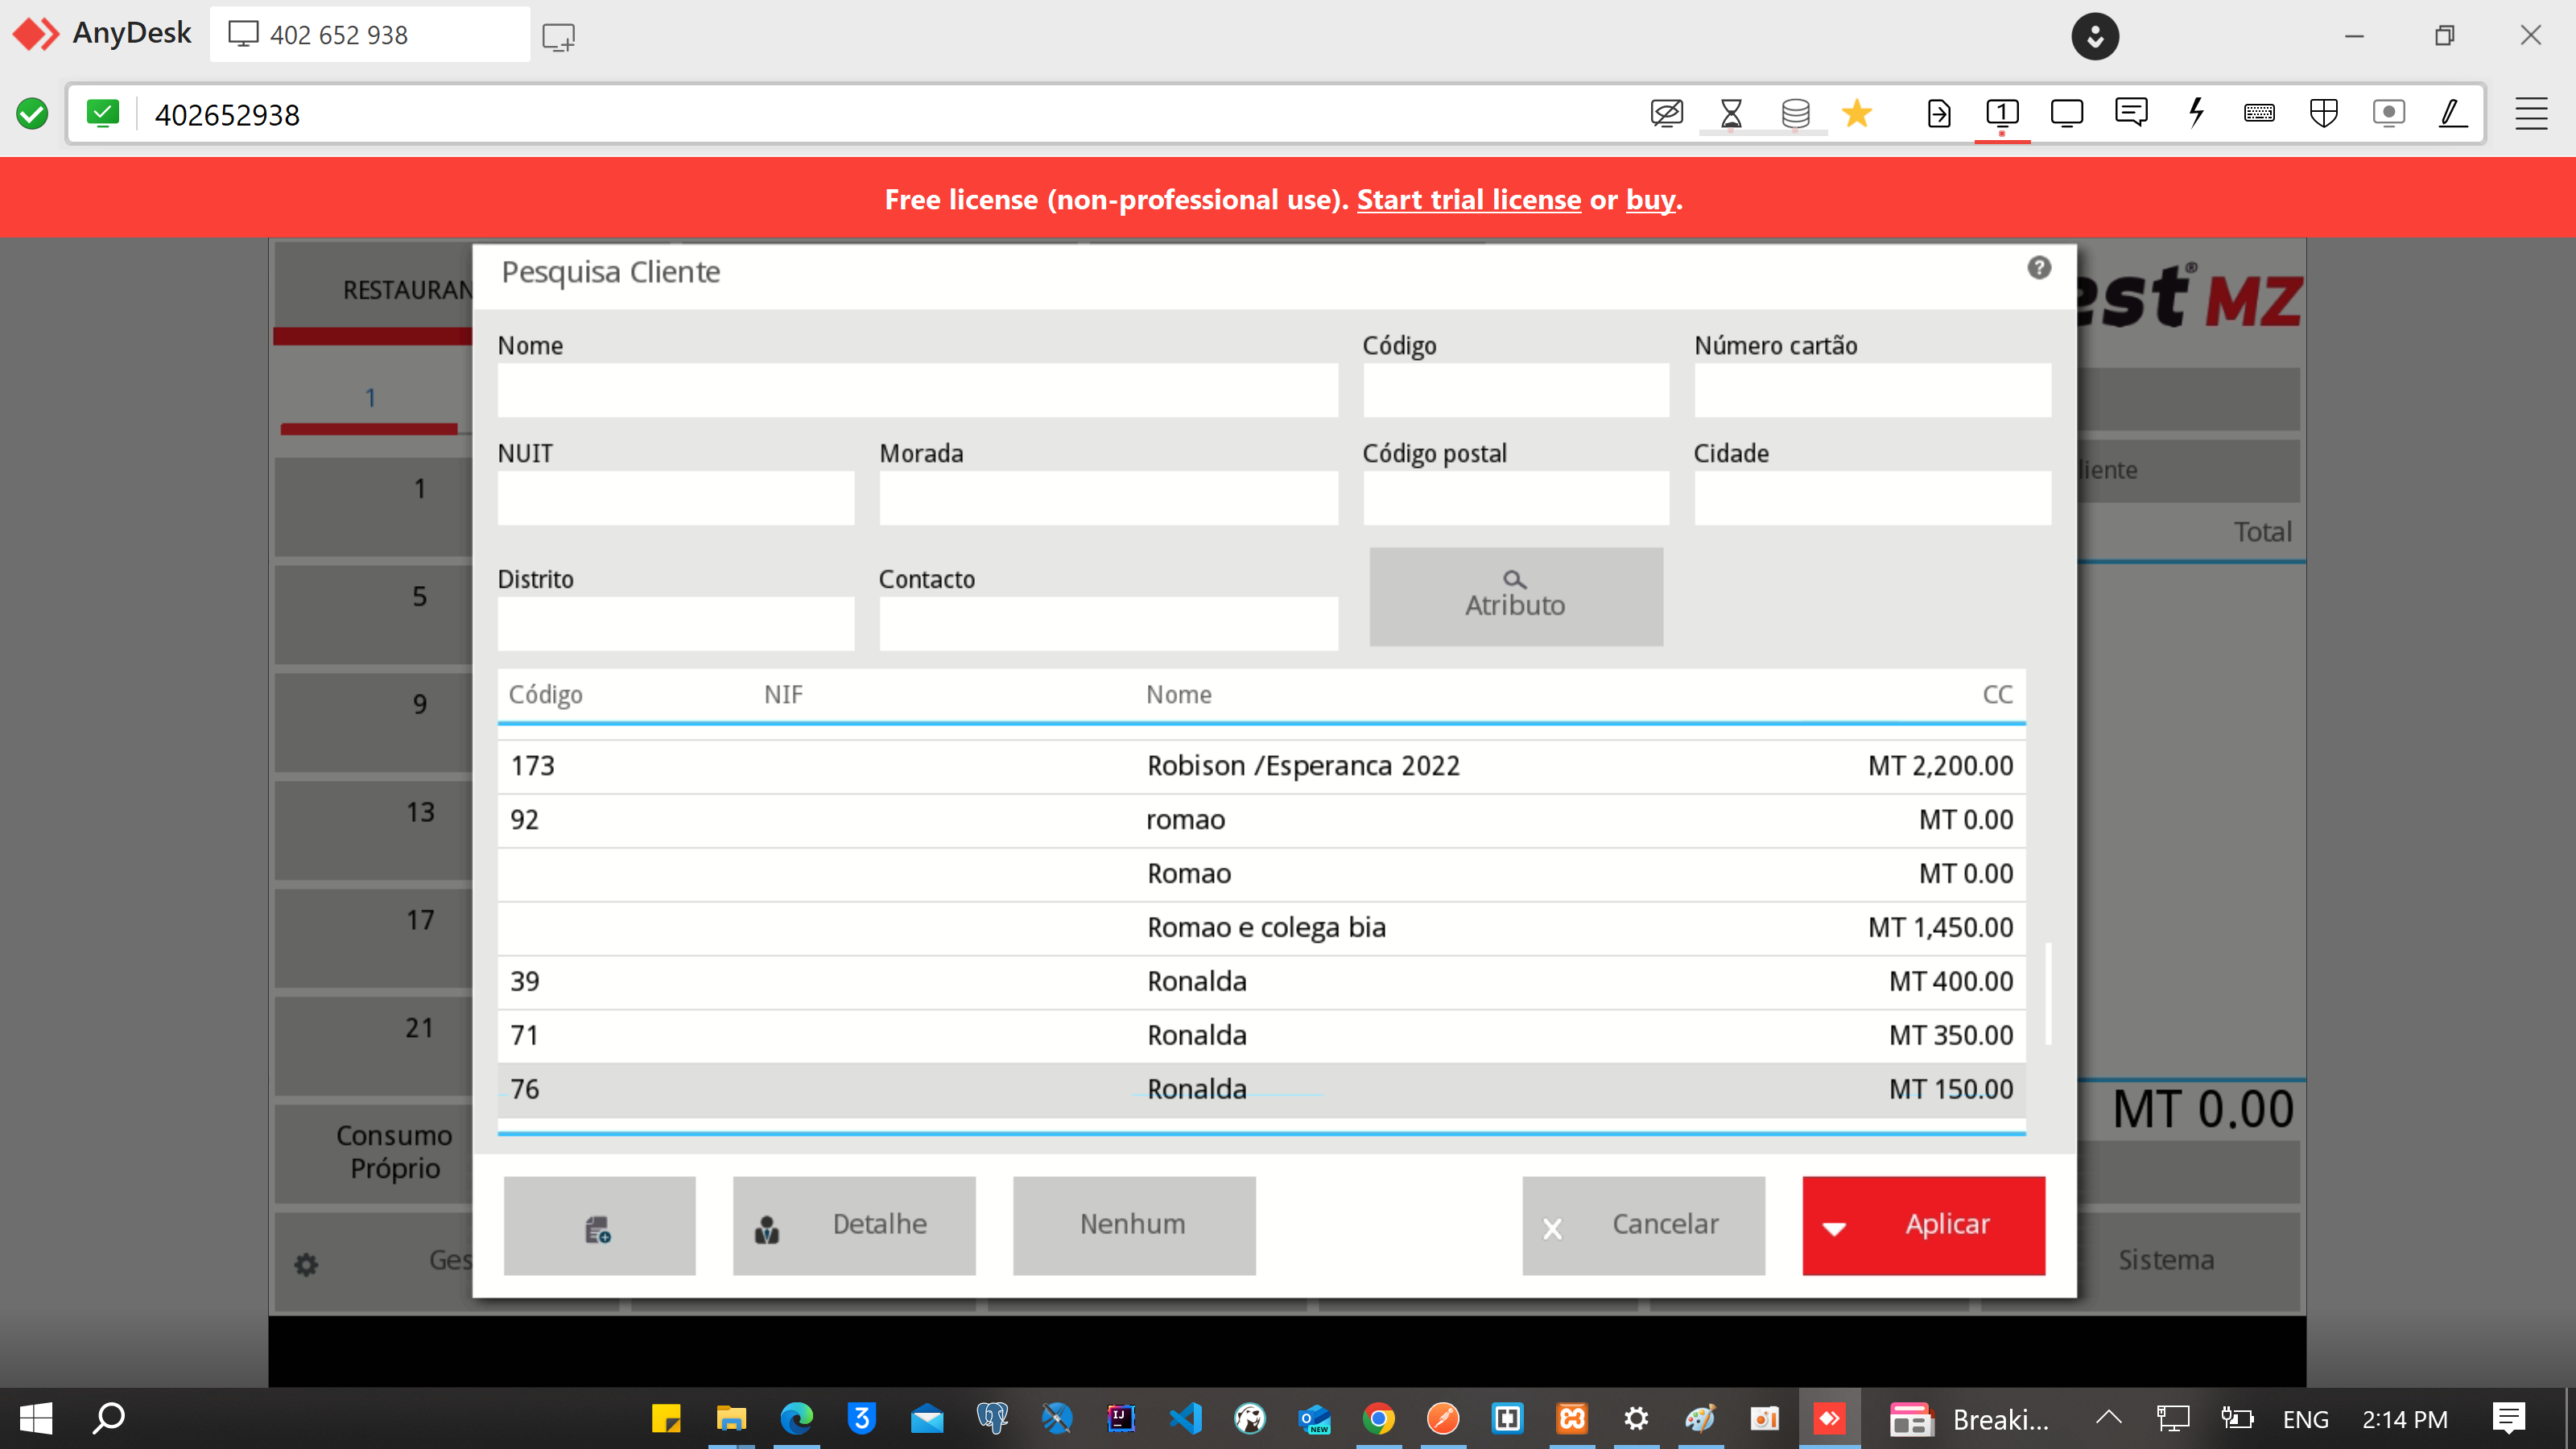 AnyDesk
402 652 938
402652938
1
Free license (non-professional use). Start trial license or buy.
RESTAURAN
est® MZ
Pesquisa Cliente
?
Nome
Código
Número cartão
1
NUIT
Morada
Código postal
Cidade
liente
1
Total
Distrito
Contacto
Atributo
5
Código NIF Nome CC
9
173 Robison /Esperanca 2022 MT 2,200.00
92 romao MT 0.00
13
Romao MT 0.00
Romao e colega bia MT 1,450.00
17
39 Ronalda MT 400.00
21
71 Ronalda MT 350.00
76 Ronalda MT 150.00
MT 0.00
Consumo
Próprio
Detalhe
Nenhum
Cancelar
Aplicar
Ges
Sistema
3
IJ
NEW
Breaki...
ENG
2:14 PM